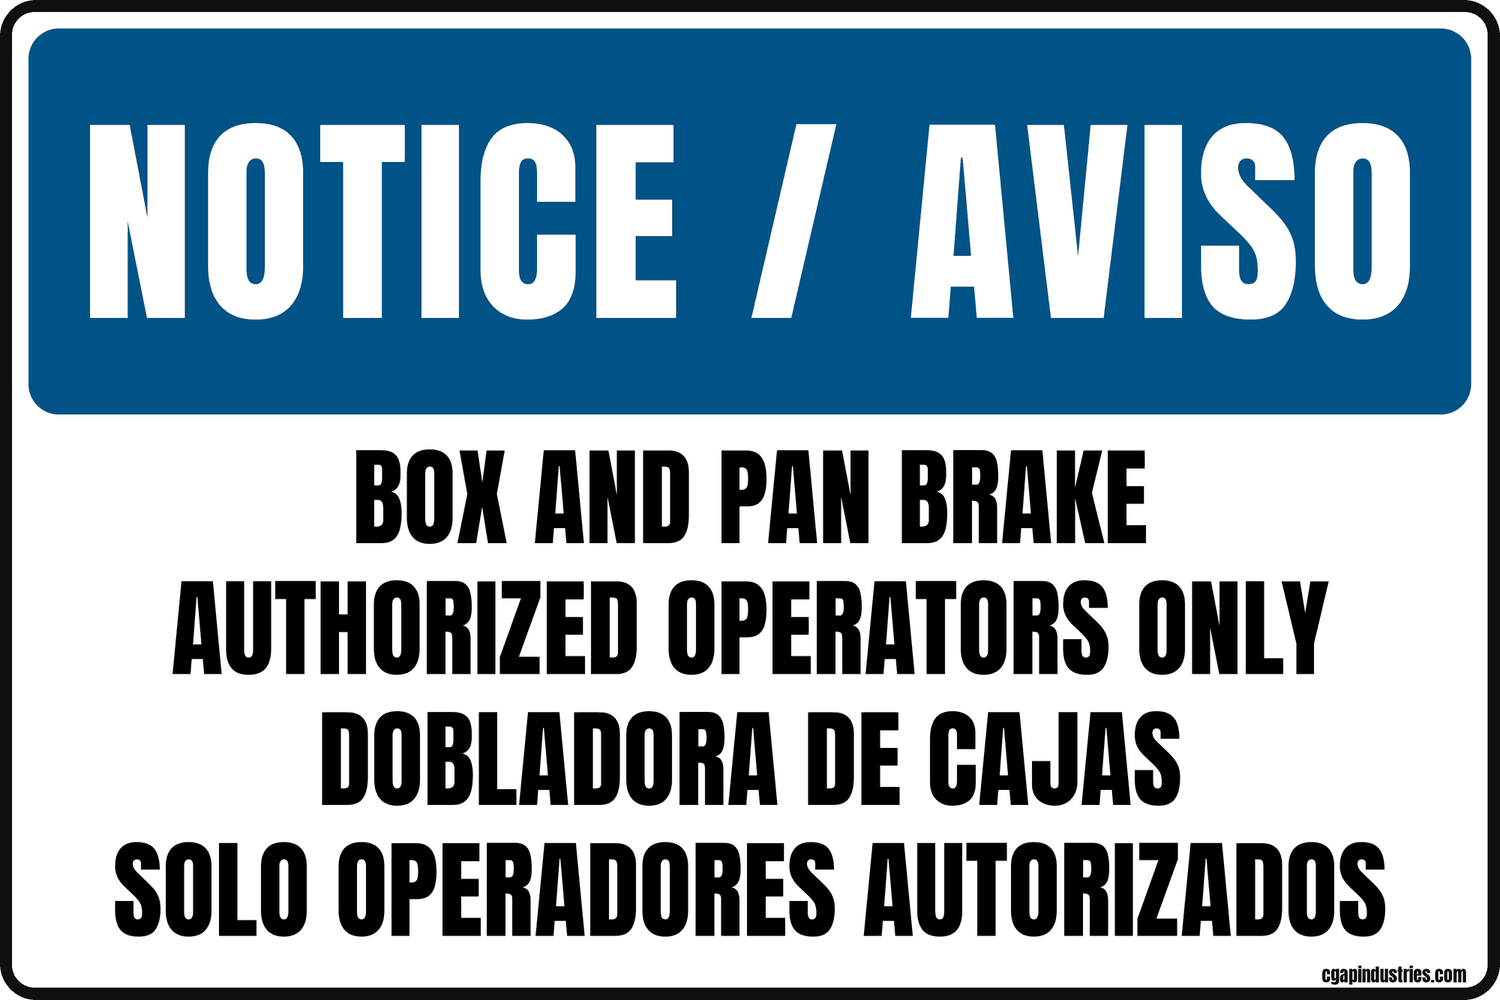 NOTICE / AVISO
BOX AND PAN BRAKE
AUTHORIZED OPERATORS ONLY
DOBLADORA DE CAJAS
SOLO OPERADORES AUTORIZADOS
cgapindustries.com